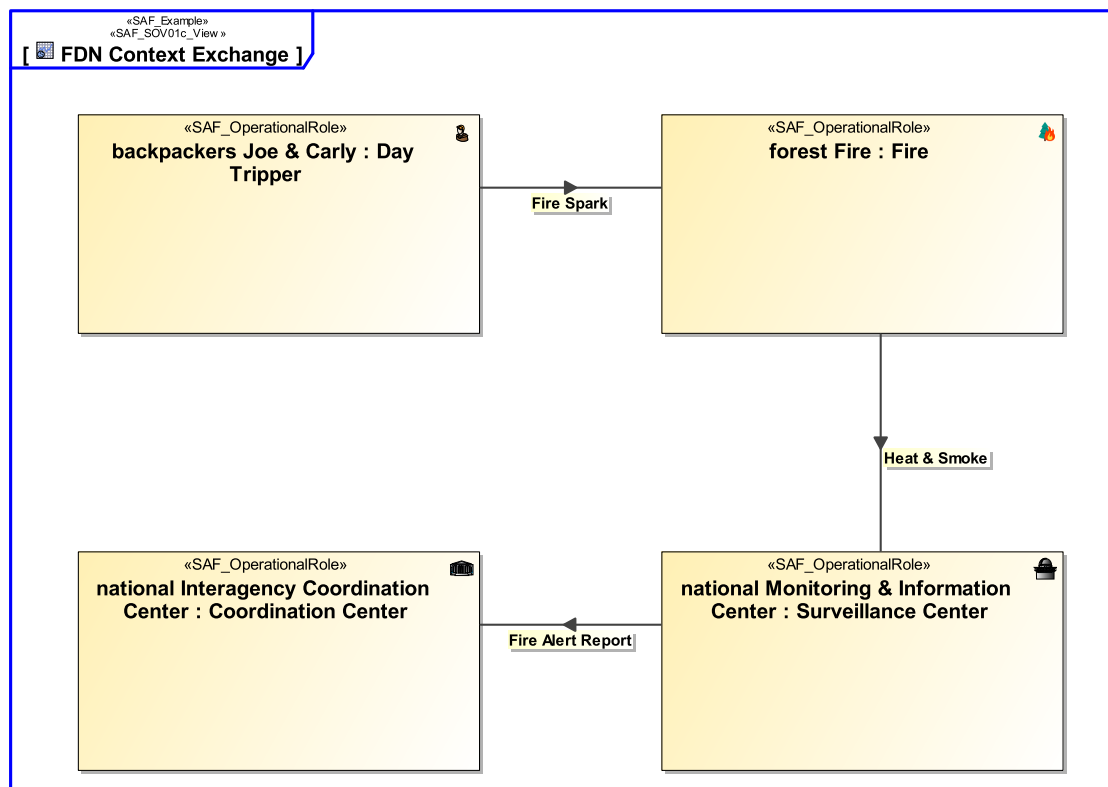 «SAF_Example»
«SAF_SOV01c_View»
[ FDN Context Exchange ]
«SAF_OperationalRole»
backpackers Joe & Carly : Day
Tripper
«SAF_OperationalRole»
forest Fire : Fire
Fire Spark
Heat & Smoke
«SAF_OperationalRole»
national Interagency Coordination
Center : Coordination Center
«SAF_OperationalRole»
national Monitoring & Information
Center : Surveillance Center
Fire Alert Report